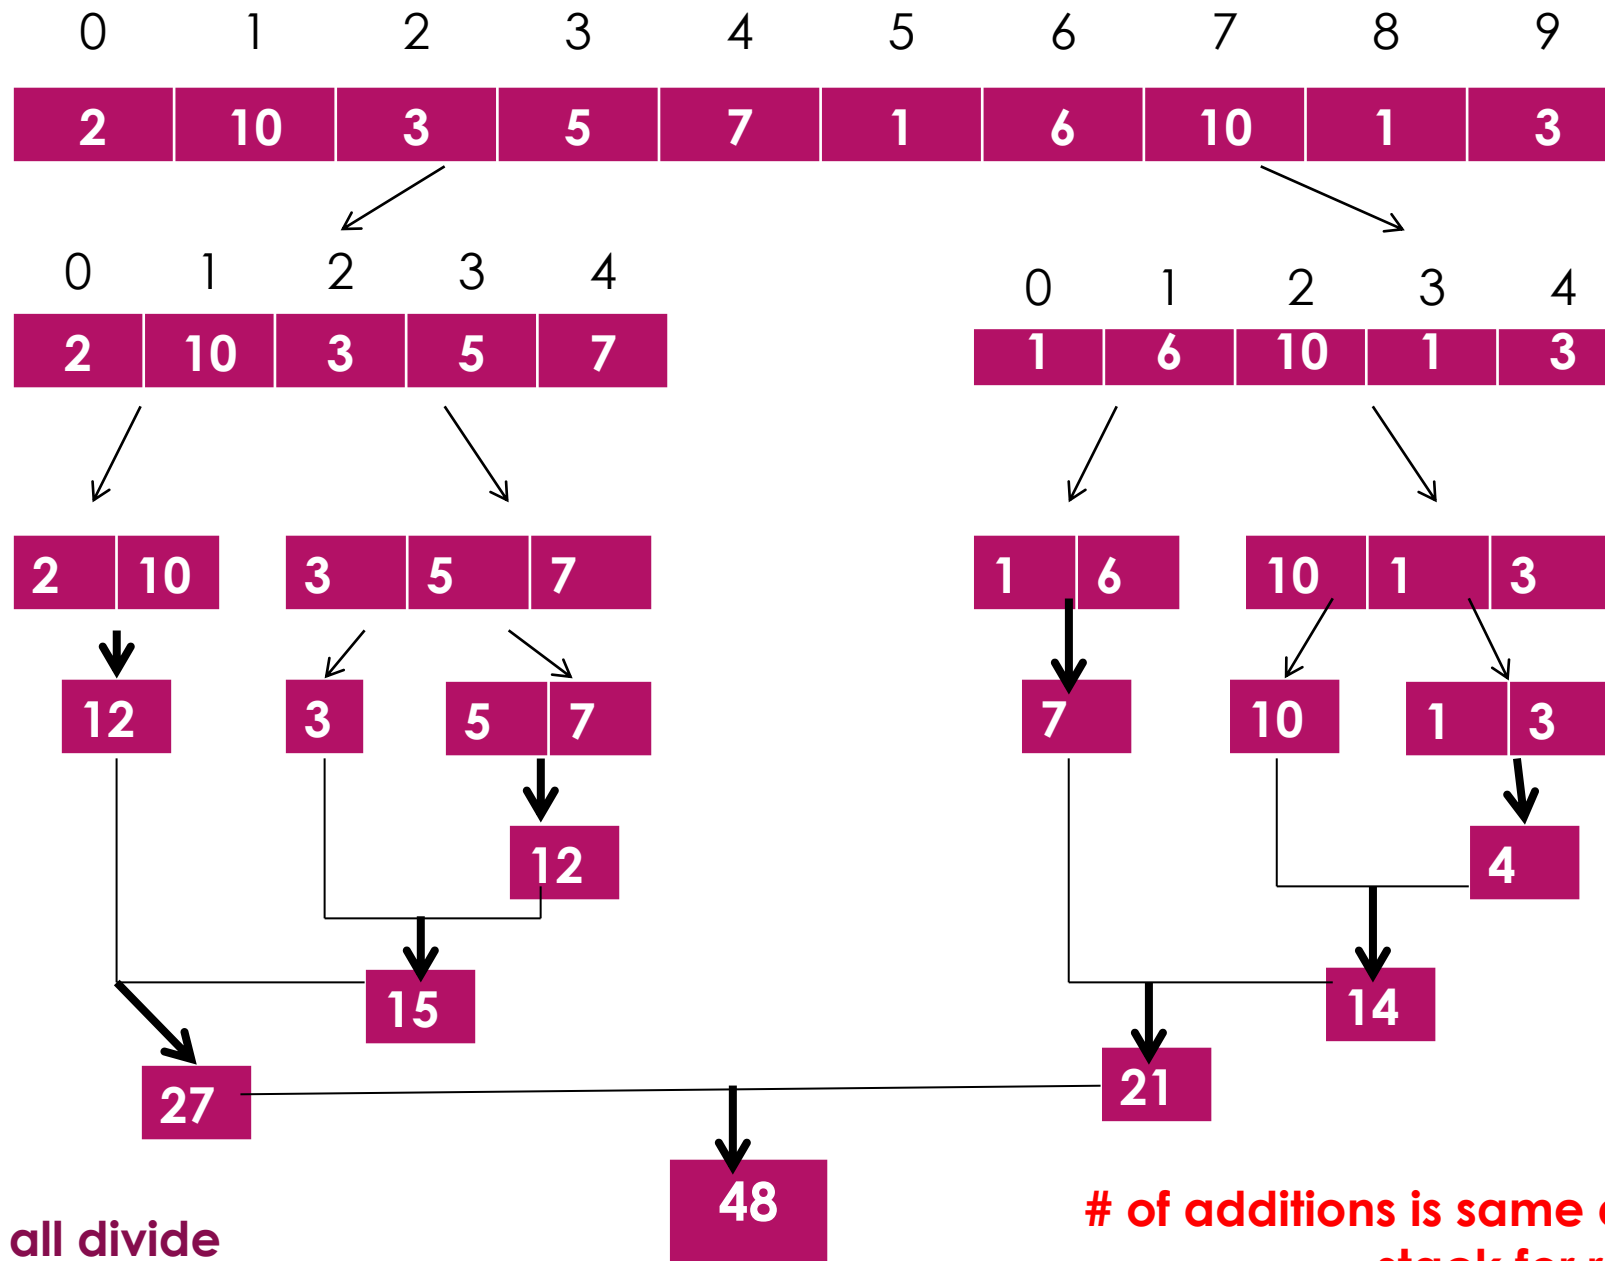 0 1 2 3 4 5 6 7 8 9
2 10 3 5 7 1 6 10 1 3
0 1 2 3 4
0 1 2 3 4
2 10 3 5 7
1 6 10 1 3
2 10 3 5 7
1 6 10 1 3
12 3 5 7
7 10 1 3
12
4
15
14
27
21
48
all divide
# of additions is same